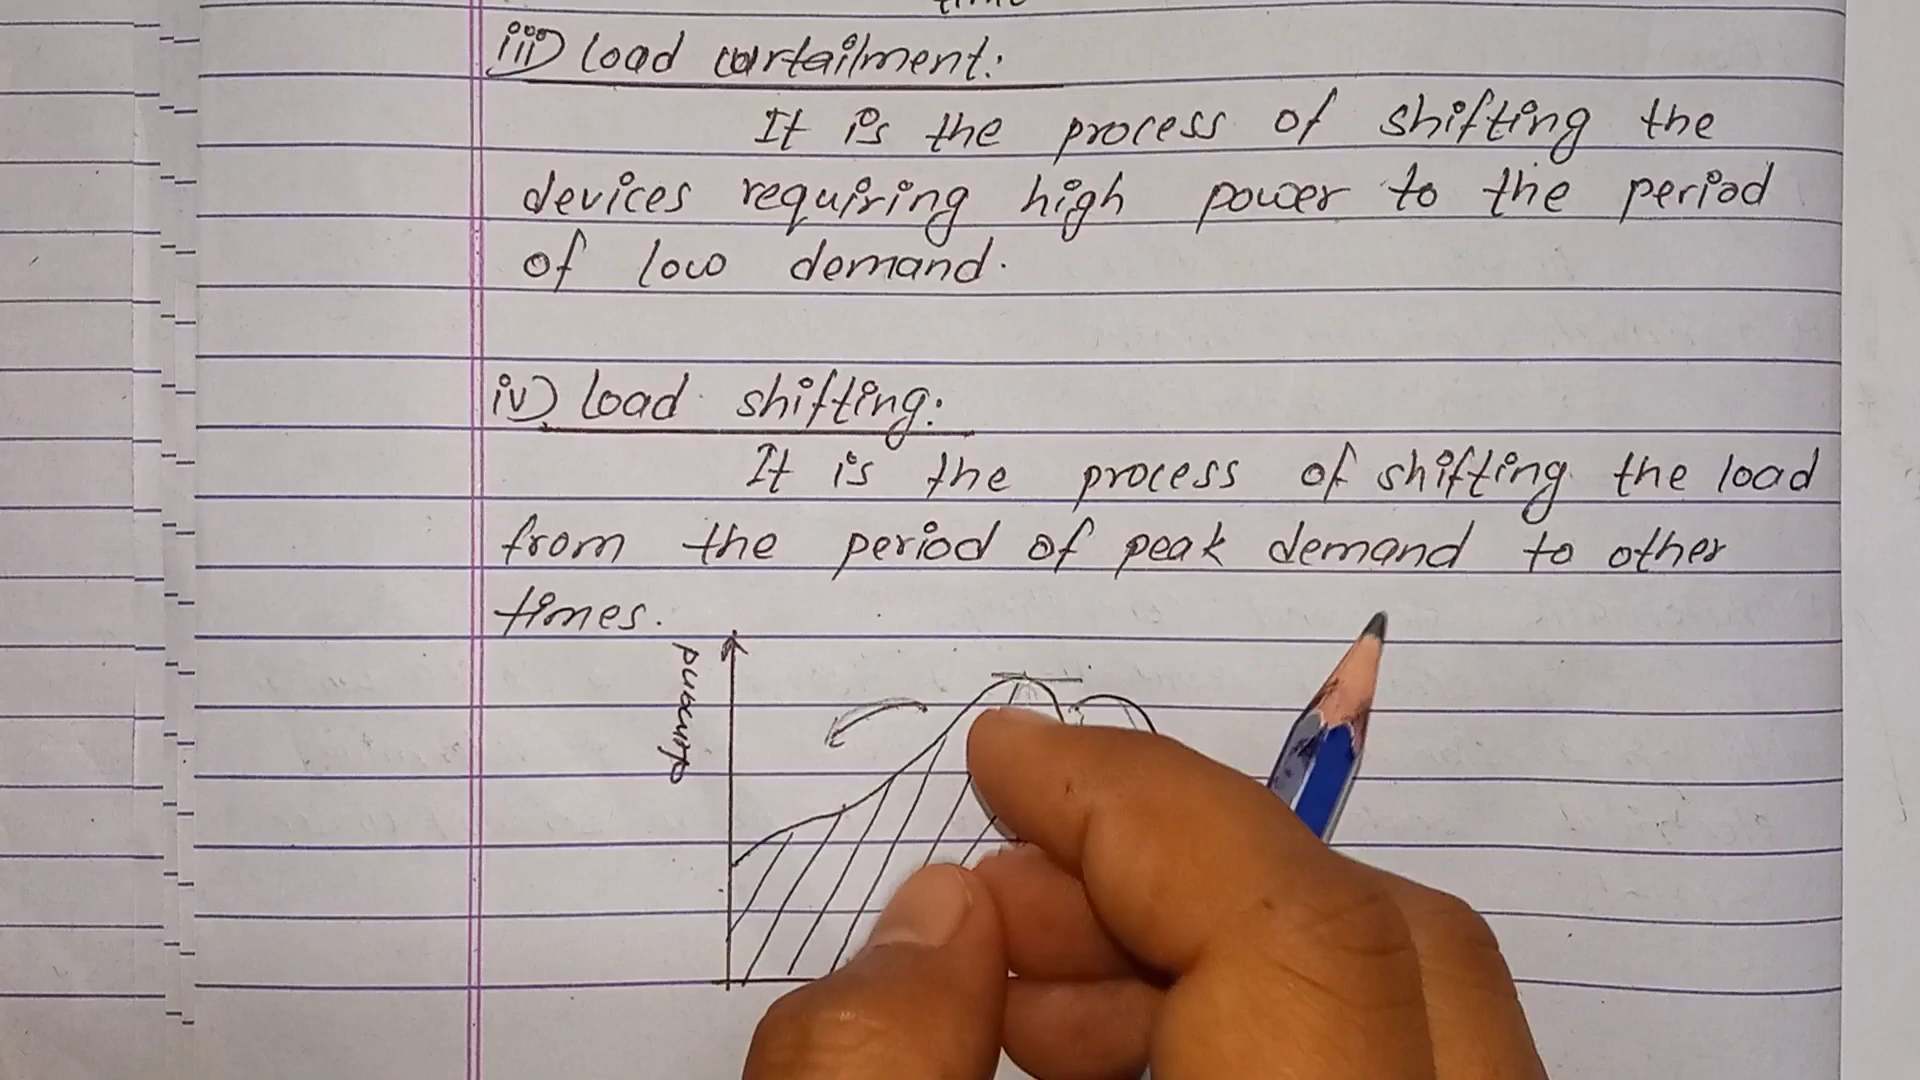 iii) Load curtailment:
It is the process of shifting the
devices requiring high power to the period
of low demand.
iv) Load shifting:
It is the process of shifting the load
from the period of peak demand to other
times.